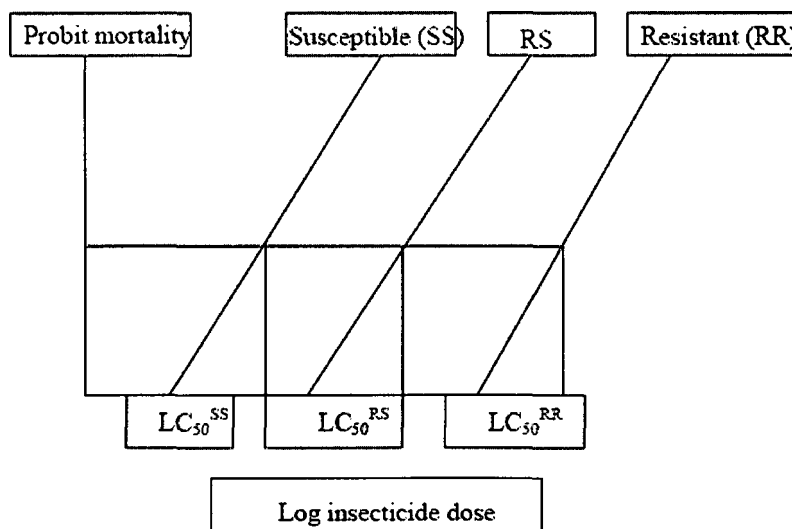 Probit mortality
Susceptible (SS)
RS
Resistant (RR)
LC₅₀ˢˢ
LC₅₀ᴿˢ
LC₅₀ᴿᴿ
Log insecticide dose